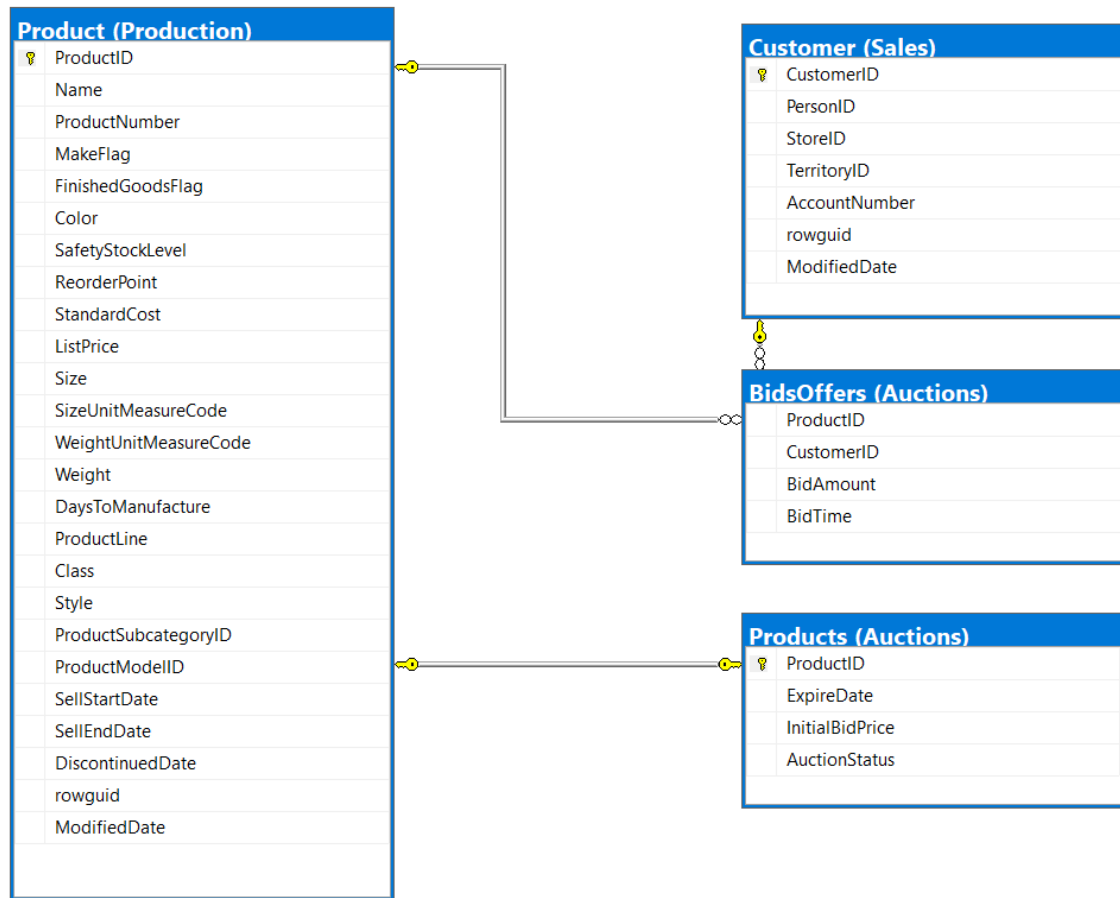 Product (Production)
ProductID
Name
ProductNumber
MakeFlag
FinishedGoodsFlag
Color
SafetyStockLevel
ReorderPoint
StandardCost
ListPrice
Size
SizeUnitMeasureCode
WeightUnitMeasureCode
Weight
DaysToManufacture
ProductLine
Class
Style
ProductSubcategoryID
ProductModelID
SellStartDate
SellEndDate
DiscontinuedDate
rowguid
ModifiedDate
Customer (Sales)
CustomerID
PersonID
StoreID
TerritoryID
AccountNumber
rowguid
ModifiedDate
BidsOffers (Auctions)
ProductID
CustomerID
BidAmount
BidTime
Products (Auctions)
ProductID
ExpireDate
InitialBidPrice
AuctionStatus